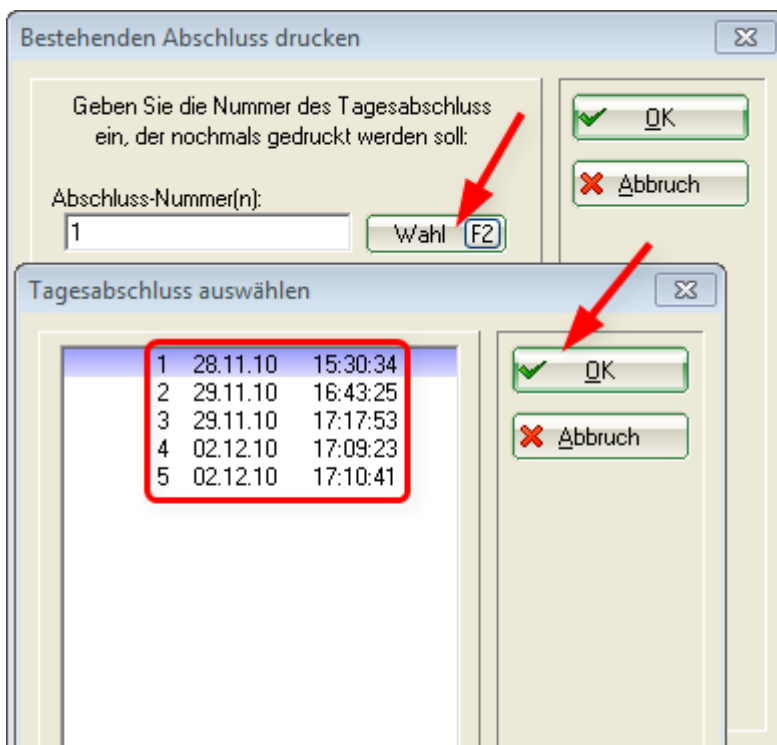 Bestehenden Abschluss drucken
Geben Sie die Nummer des Tagesabschluss
ein, der nochmals gedruckt werden soll:
OK
Abbruch
Abschluss-Nummer(n):
1
Wahl F2
Tagesabschluss auswählen
1 28.11.10 15:30:34
2 29.11.10 16:43:25
3 29.11.10 17:17:53
4 02.12.10 17:09:23
5 02.12.10 17:10:41
OK
Abbruch